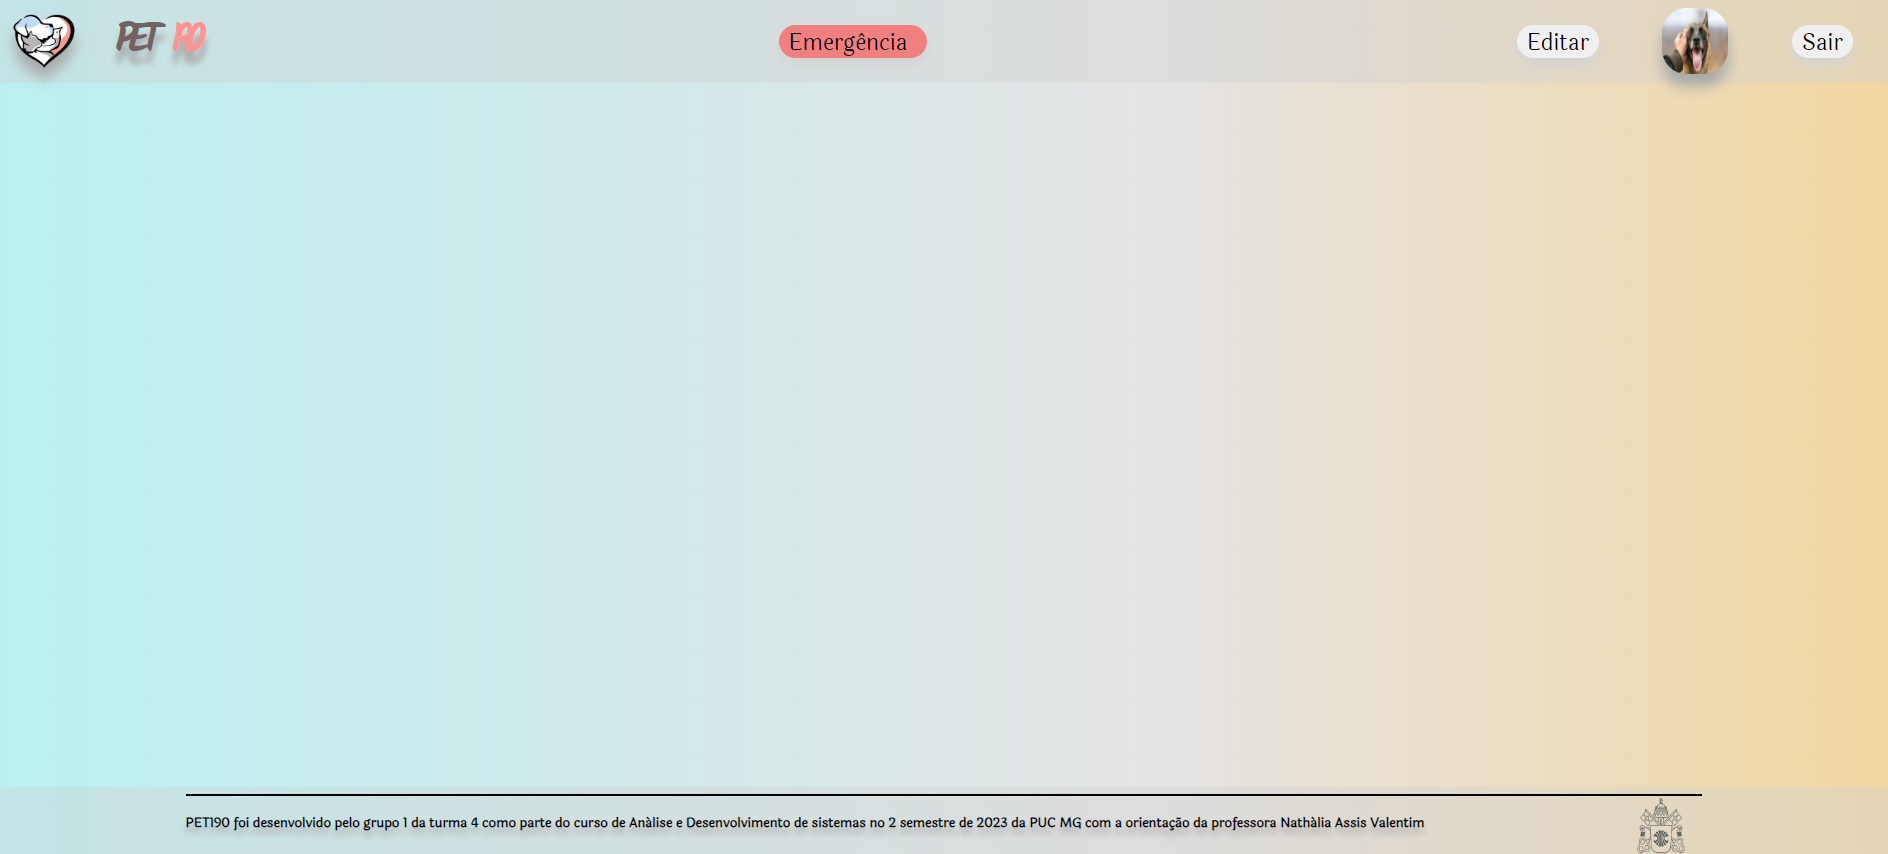 PET 190
Emergência
Editar
Sair
PET190 foi desenvolvido pelo grupo 1 da turma 4 como parte do curso de Anàlise e Desenvolvimento de sistemas no 2 semestre de 2023 da PUC MG com a orientação da professora Nathàlia Assis Valentim